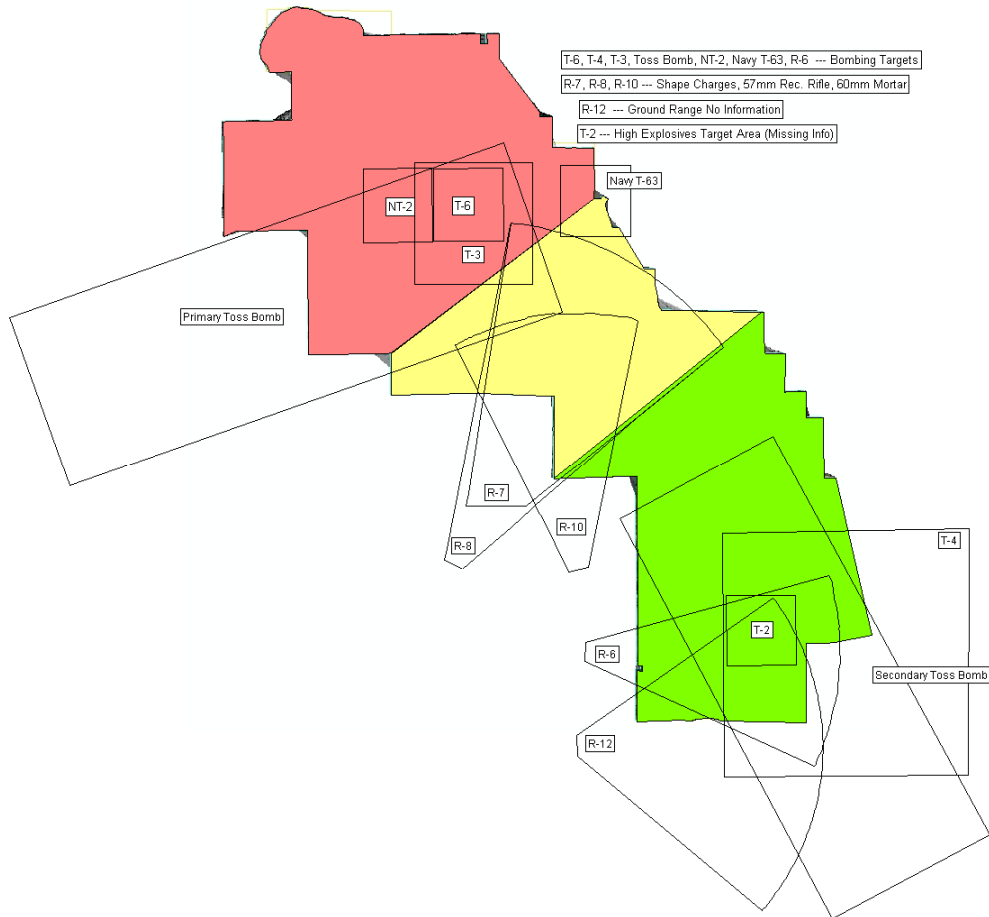 T-6, T-4, T-3, Toss Bomb, NT-2, Navy T-63, R-6 --- Bombing Targets
R-7, R-8, R-10 --- Shape Charges, 57mm Rec. Rifle, 60mm Mortar
R-12 --- Ground Range No Information
T-2 --- High Explosives Target Area (Missing Info)
Navy T-63
NT-2
T-6
T-3
Primary Toss Bomb
R-7
R-10
R-8
T-4
T-2
R-6
Secondary Toss Bomb
R-12